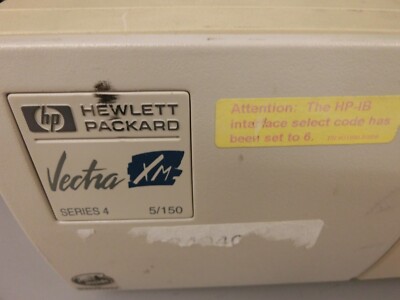 hp HEWLETT
PACKARD
Vectra XM
SERIES 4 5/150
Attention: The HP-IB
interface select code has
been set to 6.